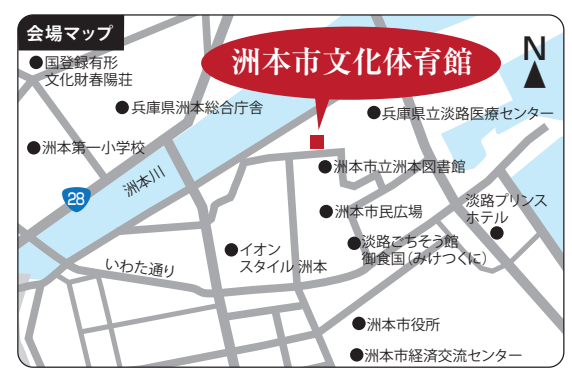 会場マップ
国登録有形
文化財春陽荘
洲本市文化体育館
N
兵庫県洲本総合庁舎
兵庫県立淡路医療センター
洲本第一小学校
洲本川
28
洲本市立洲本図書館
洲本市民広場
淡路プリンス
ホテル
イオン
スタイル 洲本
淡路ごちそう館
御食国(みけつくに)
いわた通り
洲本市役所
洲本市経済交流センター